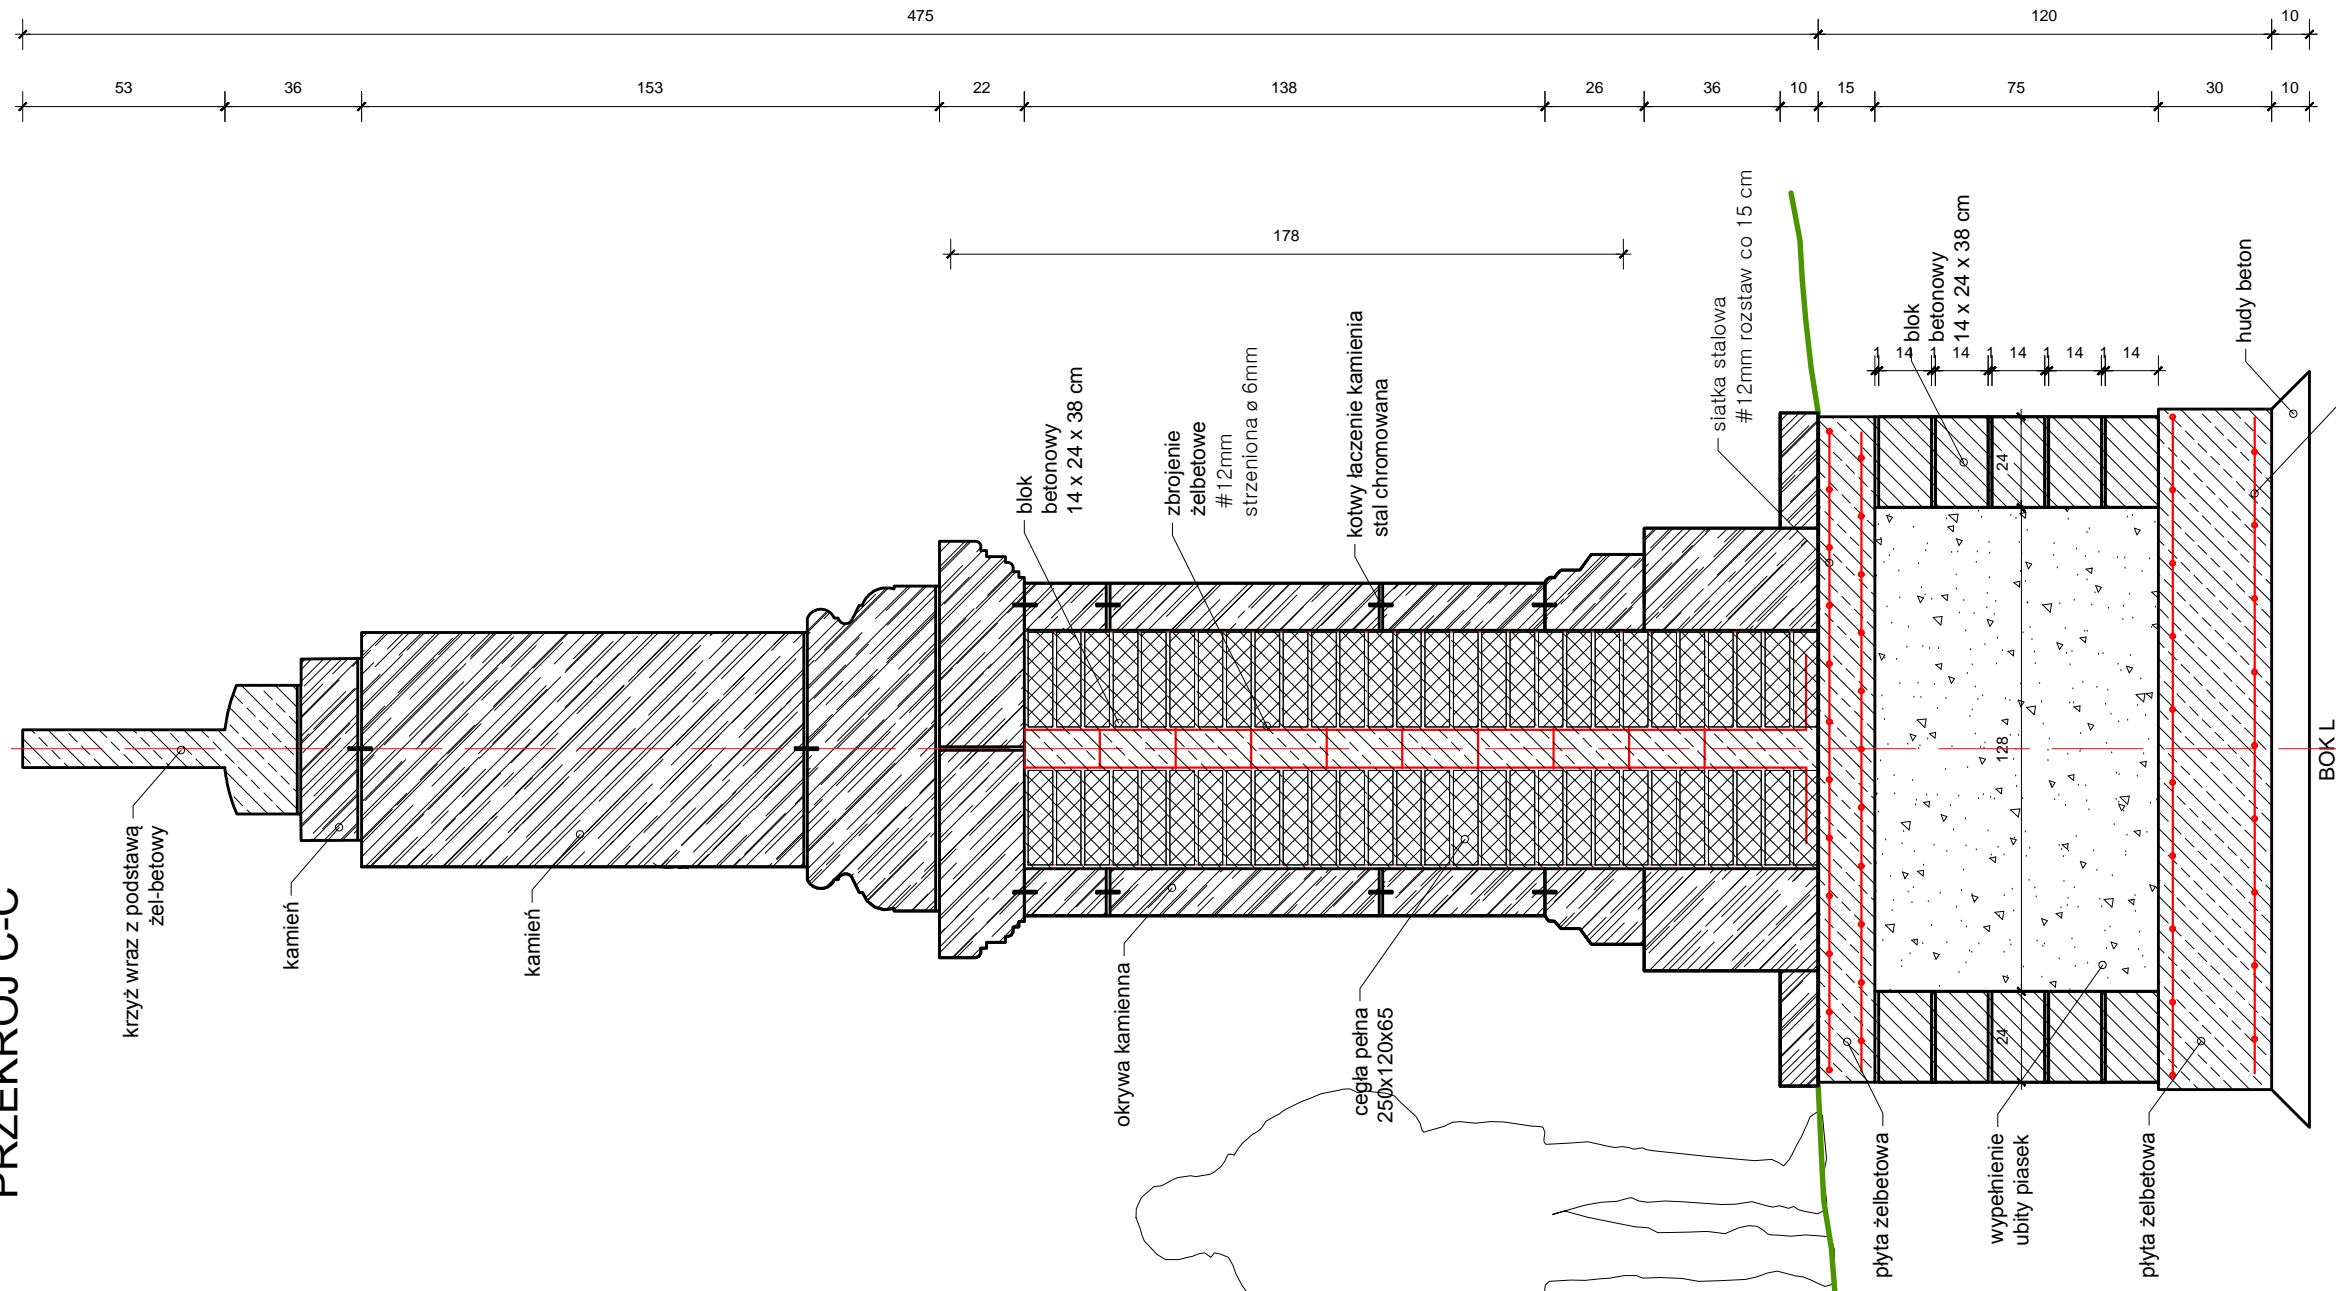 PRZEKRÓJ C-C
475
120
10
53
36
153
22
138
26
36
10
15
75
30
10
178
krzyż wraz z podstawą
żel-betowy
kamień
kamień
blok
betonowy
14 x 24 x 38 cm
zbrojenie
żelbetowe
#12mm
strzeniona ø 6mm
kotwy łaczenie kamienia
stal chromowana
siatka stalowa
#12mm rozstaw co 15 cm
blok
betonowy
14 x 24 x 38 cm
hudy beton
1 14 1 14 1 14 1 14 1 14
24
128
24
okrywa kamienna
cegła pełna
250x120x65
płyta żelbetowa
wypełnienie
ubity piasek
płyta żelbetowa
BOK L